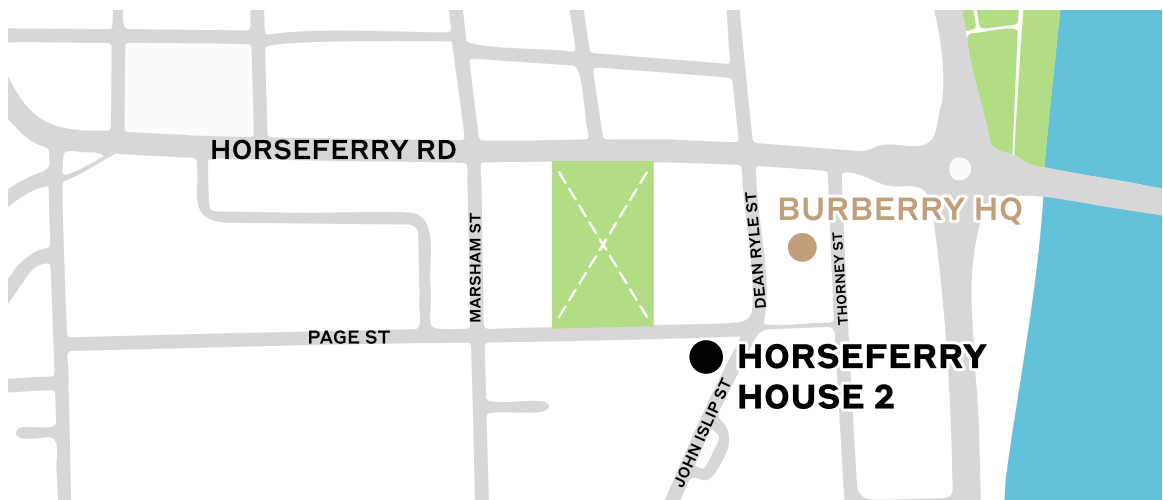 HORSEFERRY RD
MARSHAM ST
DEAN RYLE ST
BURBERRY HQ
THORNEY ST
PAGE ST
HORSEFERRY
HOUSE 2
JOHN ISLIP ST